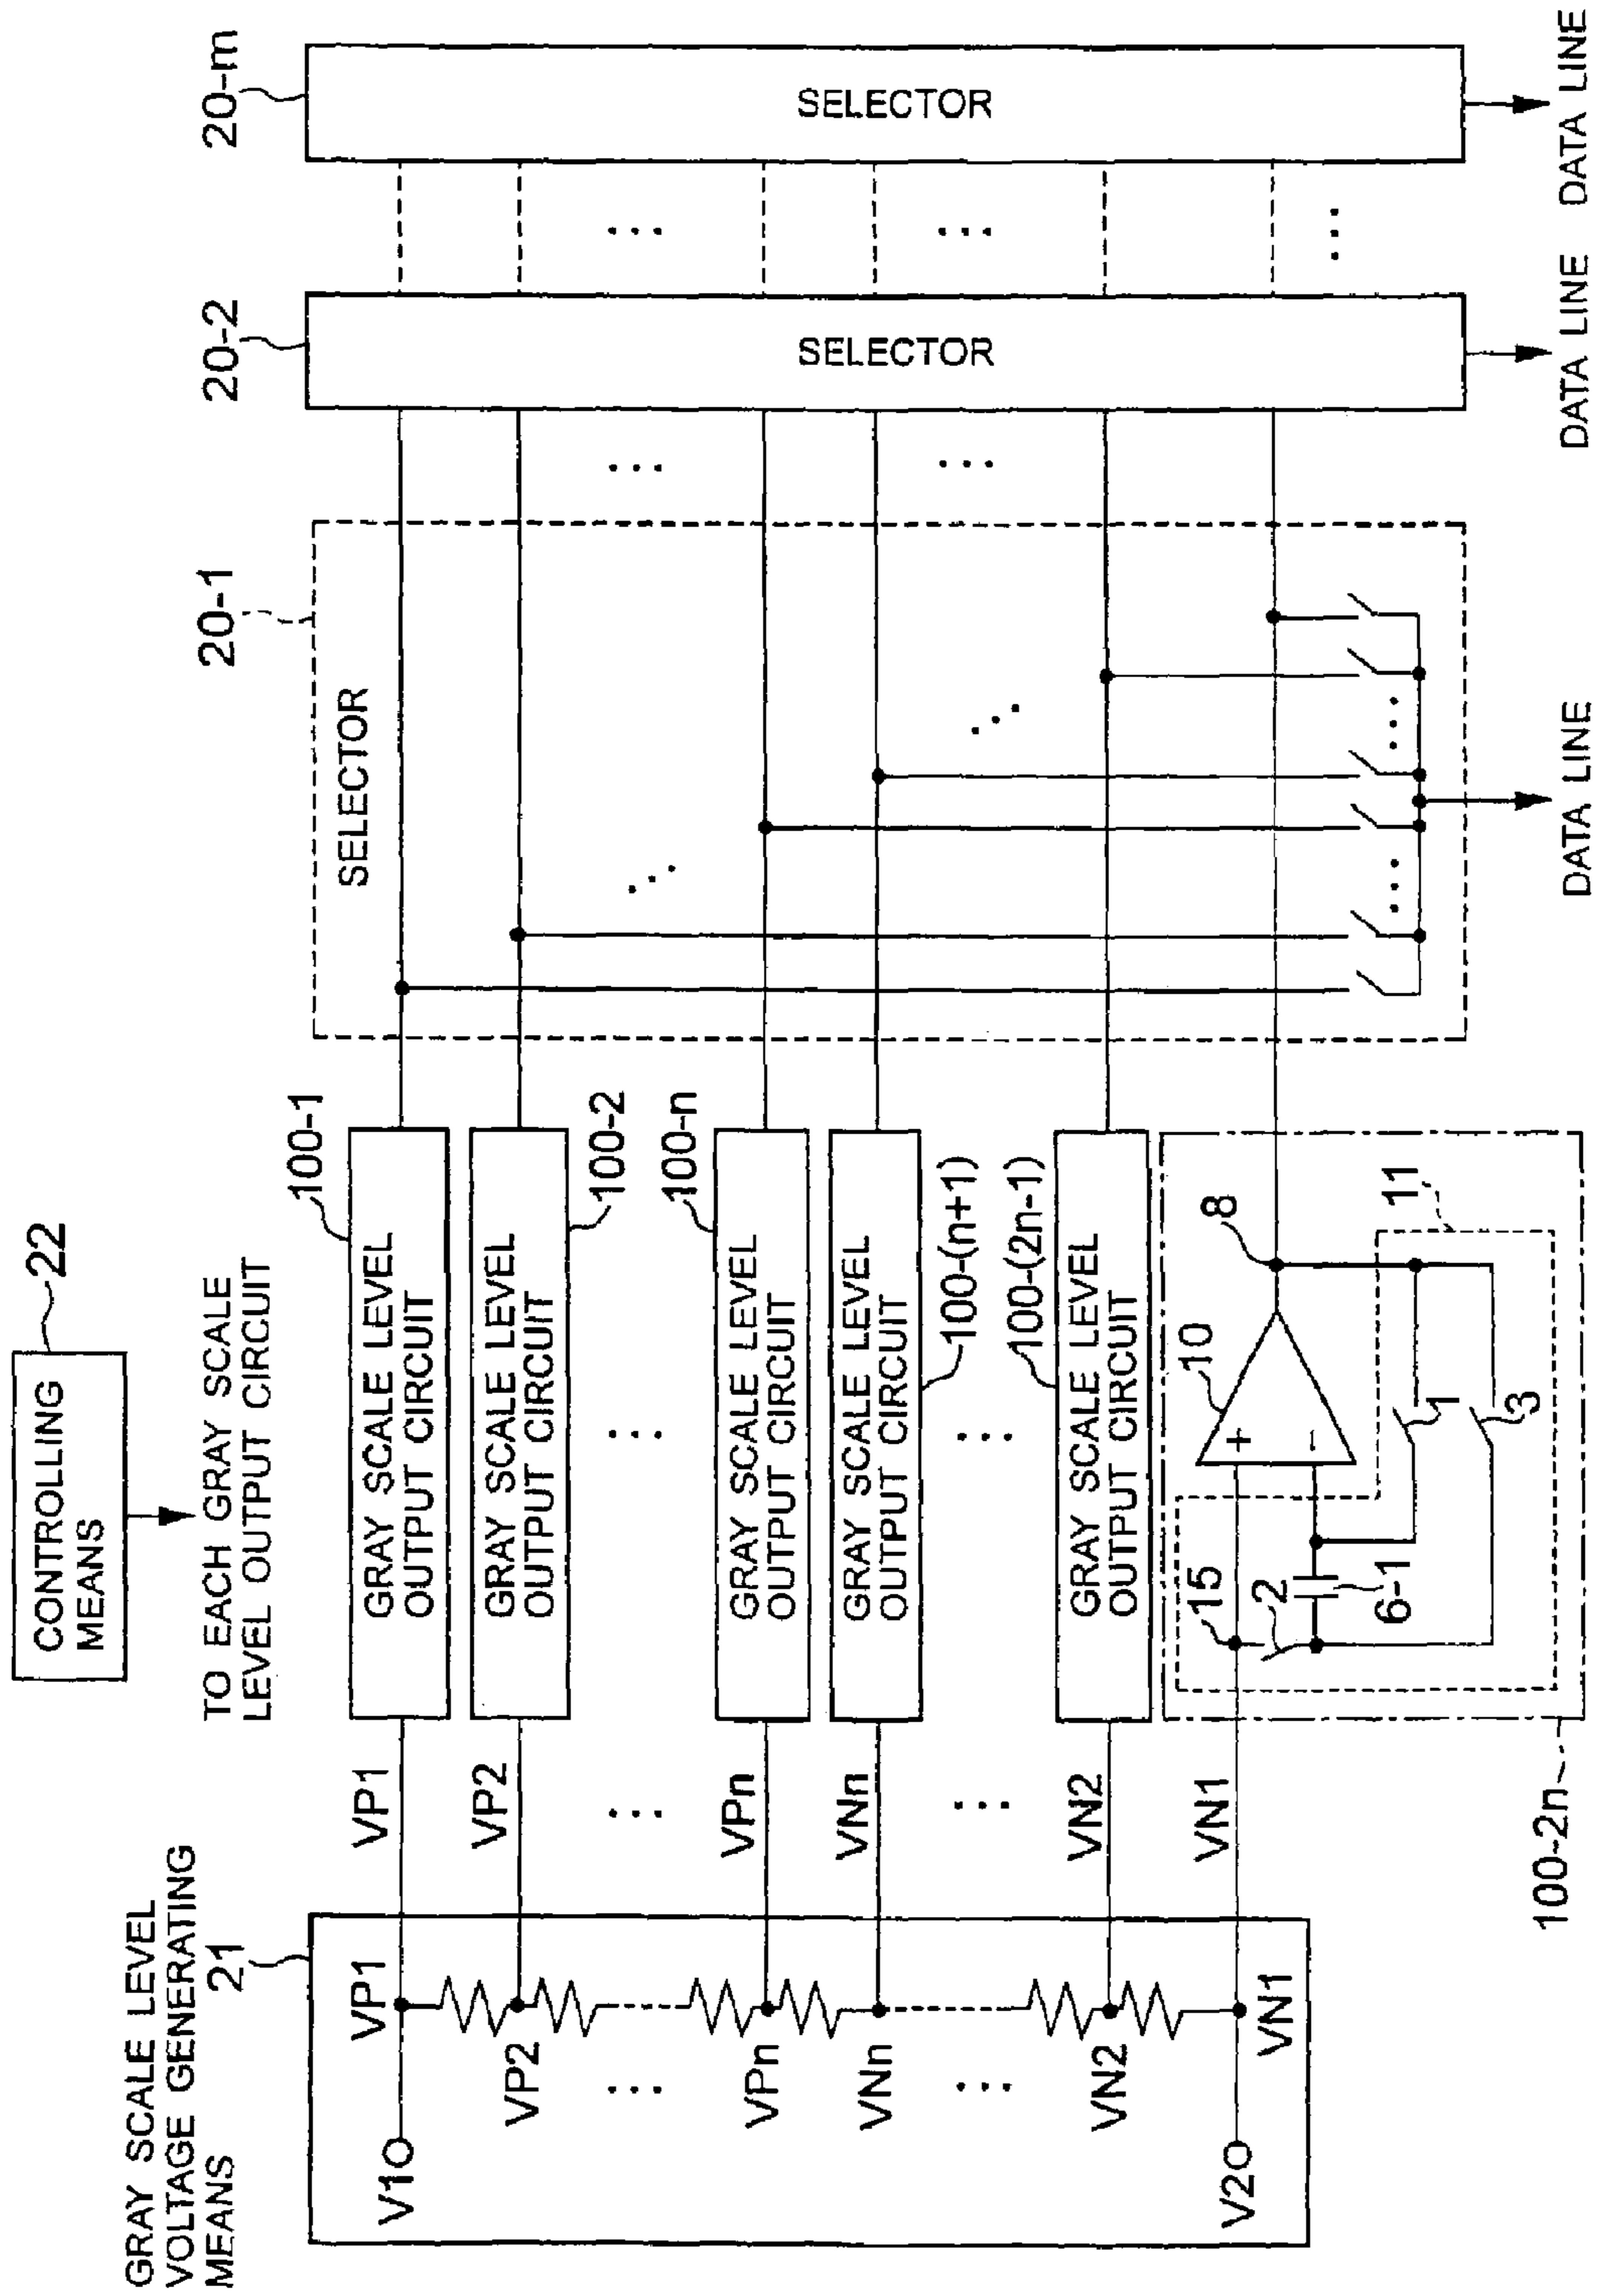 CONTROLLING
MEANS
22
TO EACH GRAY SCALE
LEVEL OUTPUT CIRCUIT
GRAY SCALE LEVEL
VOLTAGE GENERATING
MEANS
21
V1
VP1
VP2
...
VPn
VNn
...
VN2
VN1
V2
VP1
VP2
...
VPn
VNn
...
VN2
VN1
GRAY SCALE LEVEL
OUTPUT CIRCUIT
100-1
GRAY SCALE LEVEL
OUTPUT CIRCUIT
100-2
...
GRAY SCALE LEVEL
OUTPUT CIRCUIT
100-n
GRAY SCALE LEVEL
OUTPUT CIRCUIT
100-(n+1)
...
GRAY SCALE LEVEL
OUTPUT CIRCUIT
100-(2n-1)
100-2n
15
2
6-1
10
+
-
8
11
1
3
SELECTOR
20-1
...
...
...
...
DATA LINE
20-2
SELECTOR
...
...
DATA LINE
20-m
SELECTOR
...
...
...
DATA LINE